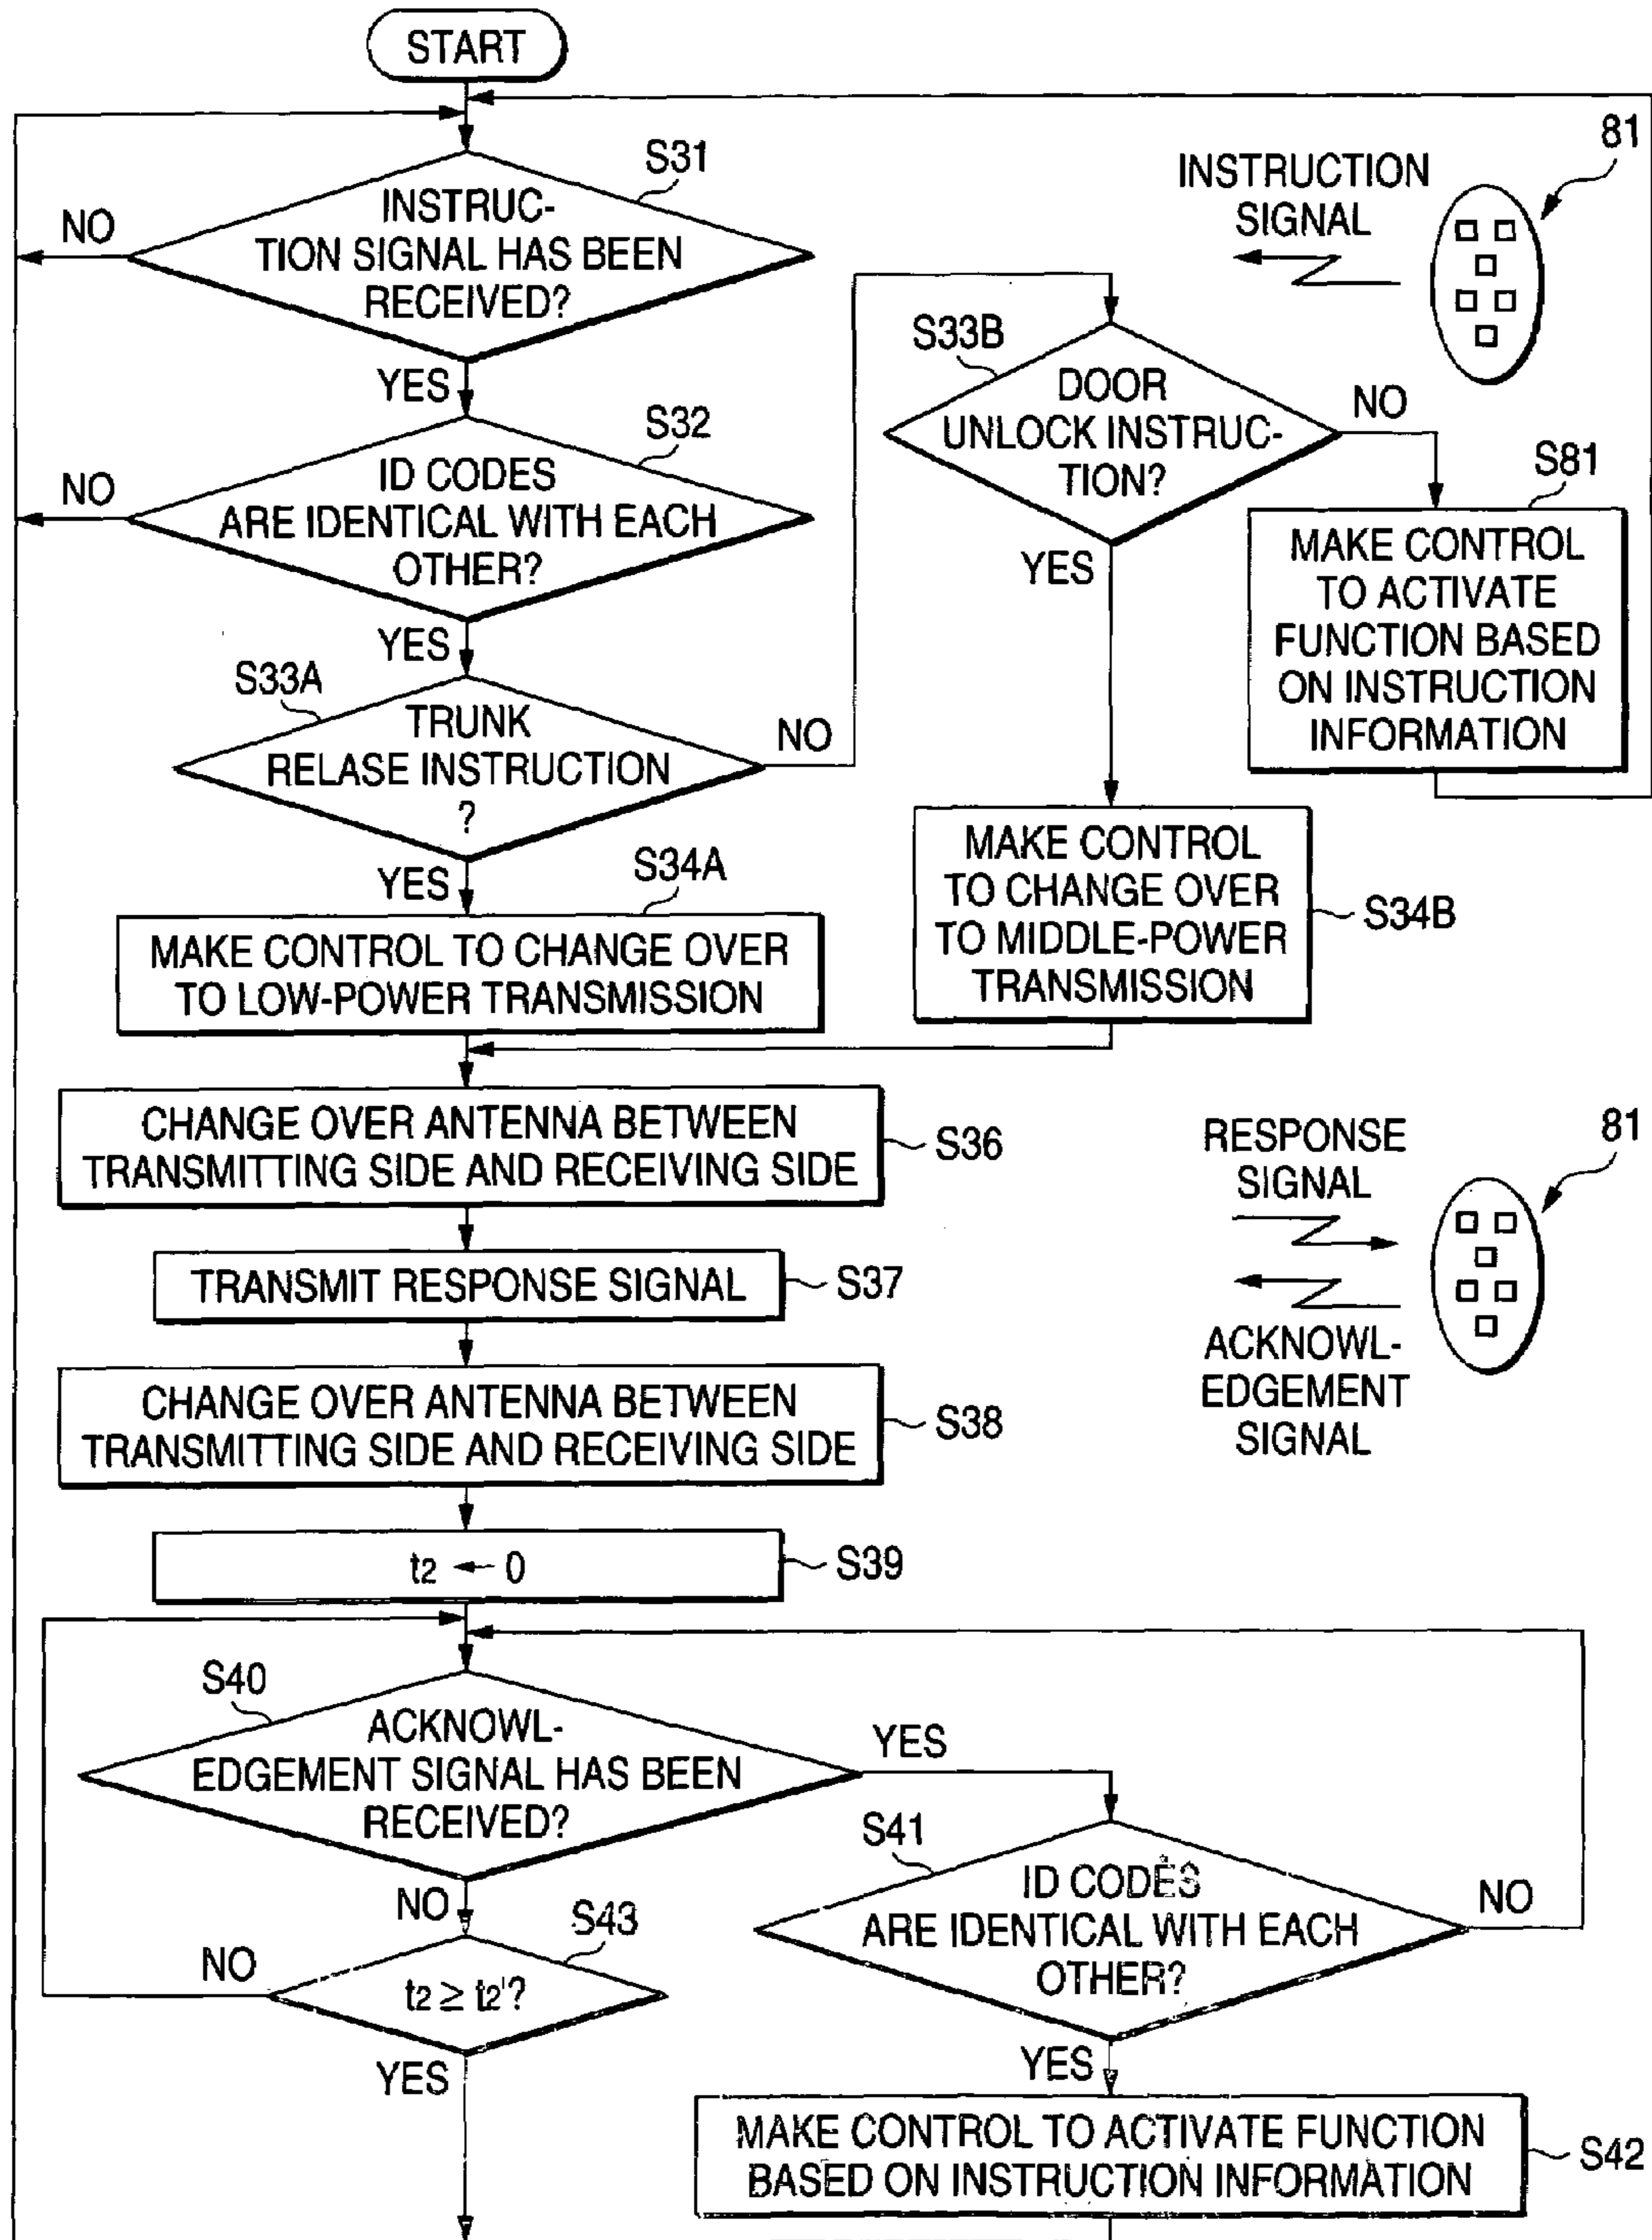 START
S31
INSTRUC-
TION SIGNAL HAS BEEN
RECEIVED?
NO
YES
INSTRUCTION
SIGNAL
81
S32
ID CODES
ARE IDENTICAL WITH EACH
OTHER?
NO
YES
S33B
DOOR
UNLOCK INSTRUC-
TION?
NO
YES
S81
MAKE CONTROL
TO ACTIVATE
FUNCTION BASED
ON INSTRUCTION
INFORMATION
S33A
TRUNK
RELASE INSTRUCTION
?
NO
YES
S34A
MAKE CONTROL TO CHANGE OVER
TO LOW-POWER TRANSMISSION
MAKE CONTROL
TO CHANGE OVER
TO MIDDLE-POWER
TRANSMISSION
S34B
CHANGE OVER ANTENNA BETWEEN
TRANSMITTING SIDE AND RECEIVING SIDE
S36
RESPONSE
SIGNAL
81
ACKNOWL-
EDGEMENT
SIGNAL
TRANSMIT RESPONSE SIGNAL
S37
CHANGE OVER ANTENNA BETWEEN
TRANSMITTING SIDE AND RECEIVING SIDE
S38
t2 ← 0
S39
S40
ACKNOWL-
EDGEMENT SIGNAL HAS BEEN
RECEIVED?
YES
NO
S41
ID CODES
ARE IDENTICAL WITH EACH
OTHER?
NO
YES
S43
t2 ≥ t2'?
NO
YES
MAKE CONTROL TO ACTIVATE FUNCTION
BASED ON INSTRUCTION INFORMATION
S42